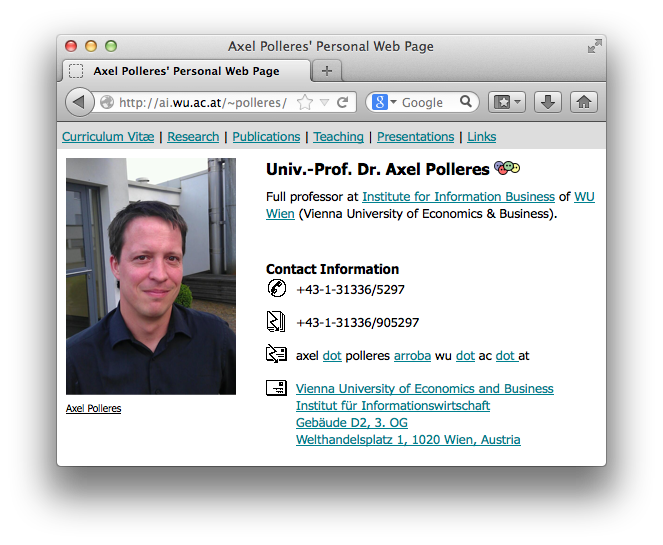 Axel Polleres' Personal Web Page
Axel Polleres' Personal Web Page
http://ai.wu.ac.at/~polleres/
Google
Curriculum Vitæ | Research | Publications | Teaching | Presentations | Links
Univ.-Prof. Dr. Axel Polleres
Full professor at Institute for Information Business of WU
Wien (Vienna University of Economics & Business).
Contact Information
+43-1-31336/5297
+43-1-31336/905297
axel dot polleres arroba wu dot ac dot at
Vienna University of Economics and Business
Institut für Informationswirtschaft
Gebäude D2, 3. OG
Welthandelsplatz 1, 1020 Wien, Austria
Axel Polleres